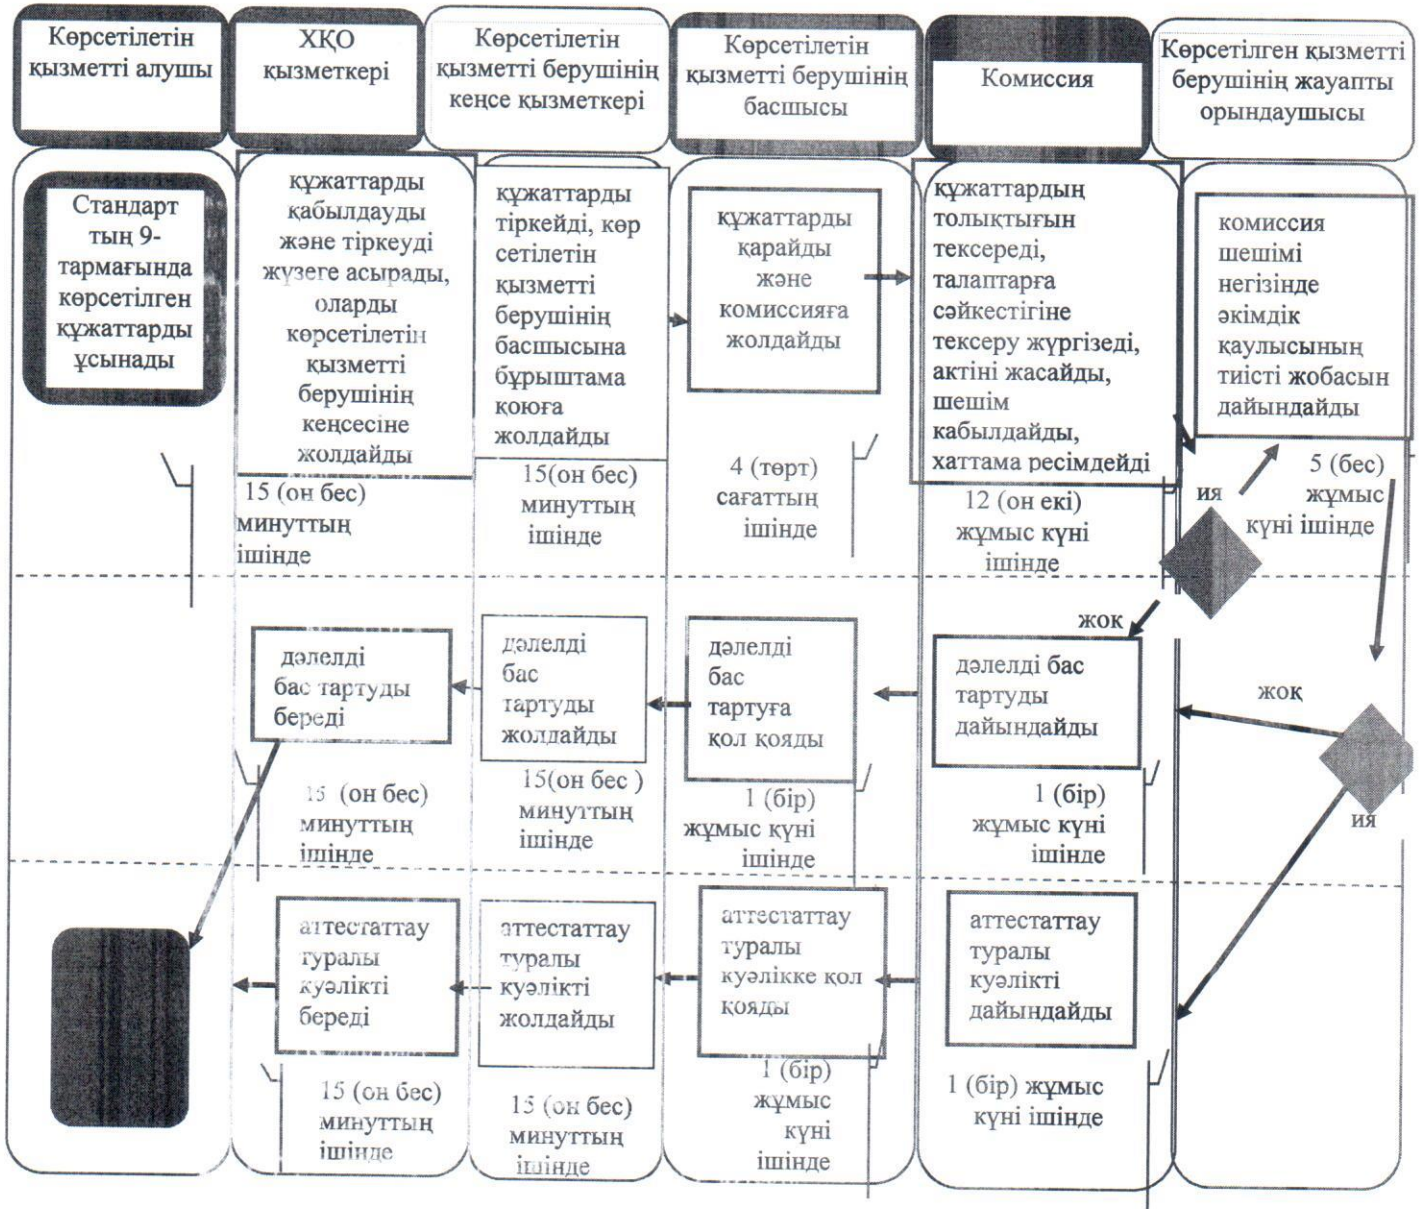 Көрсетілетін
қызметті алушы
ХҚО
қызметкері
Көрсетілетін
қызметті берушінің
кеңсе қызметкері
Көрсетілетін
қызметті берушінің
басшысы
Комиссия
Көрсетілген қызметті
берушінің жауапты
орындаушысы
Стандарт
тың 9-
тармағында
көрсетілген
құжаттарды
ұсынады
құжаттарды
қабылдауды
және тіркеуді
жүзеге асырады,
оларды
көрсетілетін
қызметті
берушінің
кеңсесіне
жолдайды
15 (он бес)
минуттың
ішінде
құжаттарды
тіркейді, көр
сетілетін
қызметті
берушінің
басшысына
бұрыштама
қоюға
жолдайды
15(он бес)
минуттың
ішінде
құжаттарды
қарайды
және
комиссияға
жолдайды
4 (төрт)
сағаттың
ішінде
құжаттардың
толықтығын
тексереді,
талаптарға
сәйкестігіне
тексеру жүргізеді,
актіні жасайды,
шешім
кабылдайды,
хаттама ресімдейді
12 (он екі)
жұмыс күні
ішінде
комиссия
шешімі
негізінде
әкімдік
қаулысының
тиісті жобасын
дайындайды
5 (бес)
жұмыс
күні ішінде
ия
жок
дәлелді
бас тартуды
береді
15 (он бес)
минуттың
ішінде
дәлелді
бас
тартуды
жолдайды
15(он бес )
минуттың
ішінде
дәлелді
бас
тартуға
қол қояды
1 (бір)
жұмыс күні
ішінде
дәлелді бас
тартуды
дайындайды
1 (бір)
жұмыс күні
ішінде
жоқ
ия
аттестаттау
туралы
куәлікті
береді
15 (он бес)
минуттың
ішінде
аттестаттау
туралы
куәлікті
жолдайды
15 (он бес)
минуттың
ішінде
аттестаттау
туралы
куәлікке қол
қояды
1 (бір)
жұмыс
күні
ішінде
аттестаттау
туралы
куәлікті
дайындайды
1 (бір) жұмыс
күні ішінде